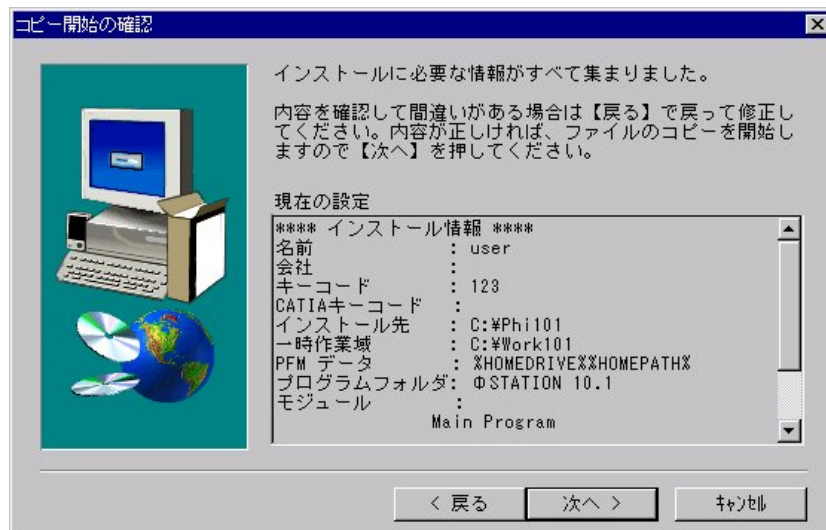 コピー開始の確認
インストールに必要な情報がすべて集まりました。
内容を確認して間違いがある場合は【戻る】で戻って修正し
てください。内容が正しければ、ファイルのコピーを開始し
ますので【次へ】を押してください。
現在の設定
**** インストール情報 ****
名前 : user
会社 :
キーコード : 123
CATIAキーコード :
インストール先 : C:¥Phi101
一時作業域 : C:¥Work101
PFM データ : %HOMEDRIVE%%HOMEPATH%
プログラムフォルダ: ΦSTATION 10.1
モジュール :
Main Program
< 戻る
次へ >
ｷｬﾝｾﾙ